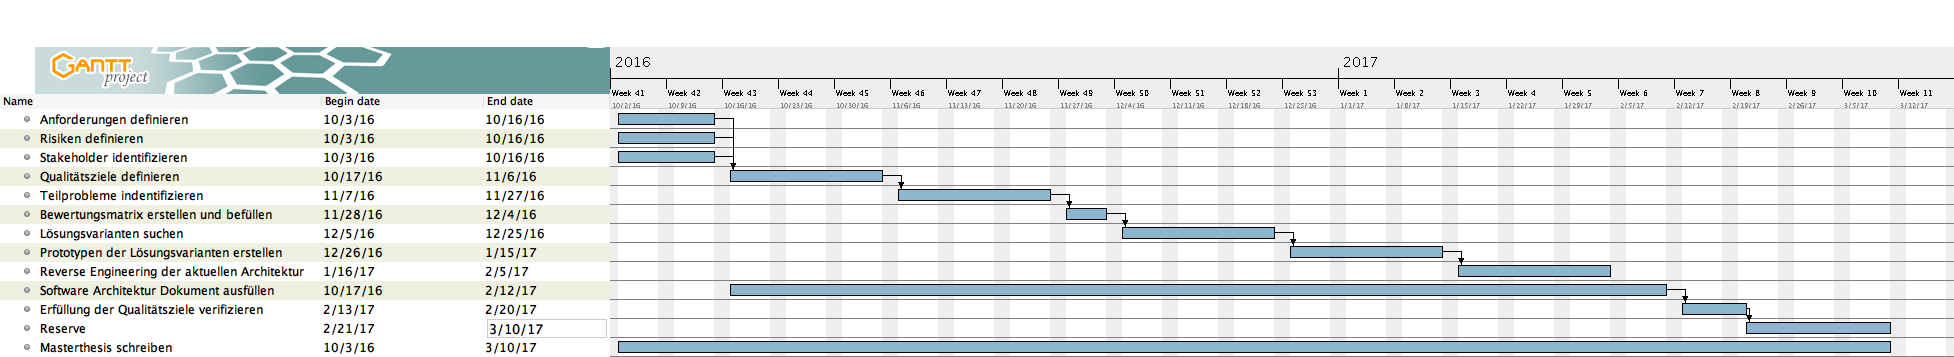 GANTT project
2016 2017
Week 41 Week 42 Week 43 Week 44 Week 45 Week 46 Week 47 Week 48 Week 49 Week 50 Week 51 Week 52 Week 53 Week 1 Week 2 Week 3 Week 4 Week 5 Week 6 Week 7 Week 8 Week 9 Week 10 Week 11
Name Begin date End date 10/2/16 10/9/16 10/16/16 10/23/16 10/30/16 11/6/16 11/13/16 11/20/16 11/27/16 12/4/16 12/11/16 12/18/16 12/25/16 1/1/17 1/8/17 1/15/17 1/22/17 1/29/17 2/5/17 2/12/17 2/19/17 2/26/17 3/5/17 3/12/17
Anforderungen definieren 10/3/16 10/16/16
Risiken definieren 10/3/16 10/16/16
Stakeholder identifizieren 10/3/16 10/16/16
Qualitätsziele definieren 10/17/16 11/6/16
Teilprobleme indentifizieren 11/7/16 11/27/16
Bewertungsmatrix erstellen und befüllen 11/28/16 12/4/16
Lösungsvarianten suchen 12/5/16 12/25/16
Prototypen der Lösungsvarianten erstellen 12/26/16 1/15/17
Reverse Engineering der aktuellen Architektur 1/16/17 2/5/17
Software Architektur Dokument ausfüllen 10/17/16 2/12/17
Erfüllung der Qualitätsziele verifizieren 2/13/17 2/20/17
Reserve 2/21/17 3/10/17
Masterthesis schreiben 10/3/16 3/10/17